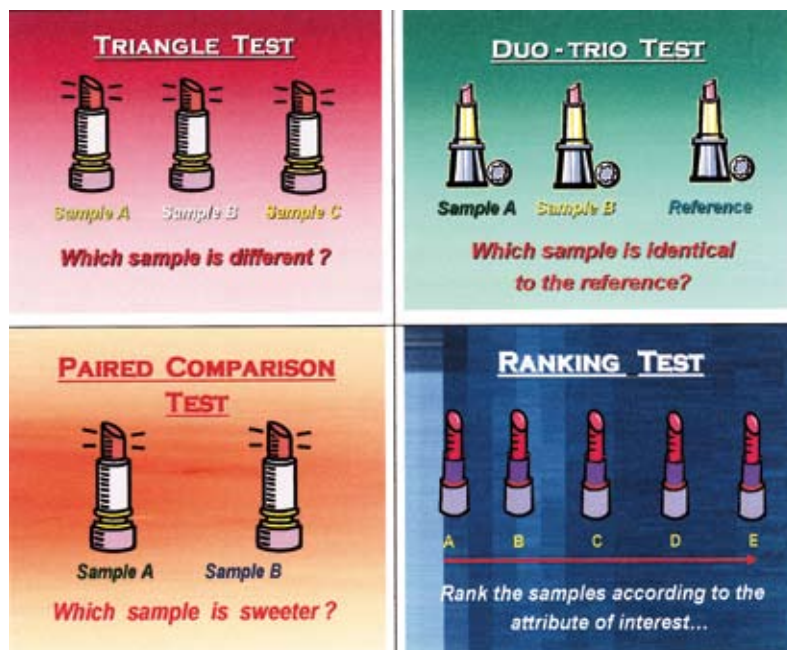 TRIANGLE TEST
Sample A Sample B Sample C
Which sample is different ?
DUO - TRIO TEST
Sample A Sample B Reference
Which sample is identical
to the reference?
PAIRED COMPARISON
TEST
Sample A Sample B
Which sample is sweeter ?
RANKING TEST
A B C D E
Rank the samples according to the
attribute of interest...